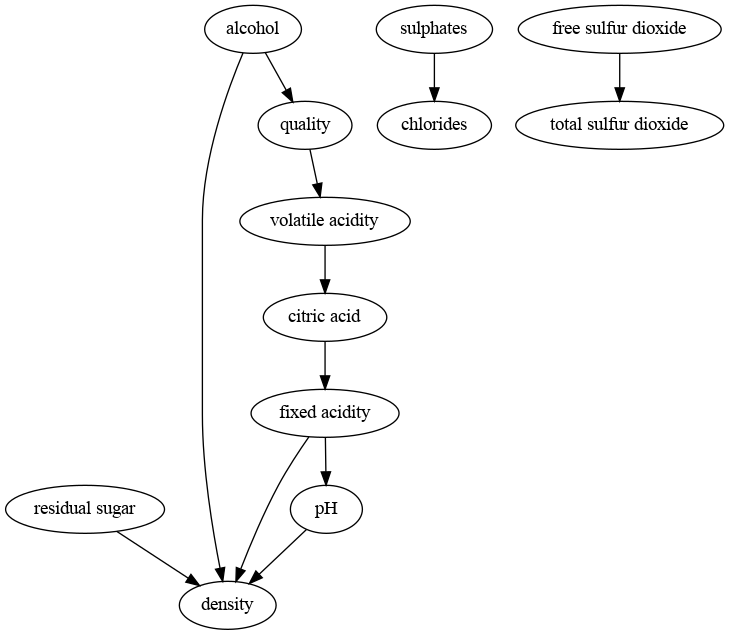 alcohol
sulphates
free sulfur dioxide
quality
chlorides
total sulfur dioxide
volatile acidity
citric acid
fixed acidity
residual sugar
pH
density